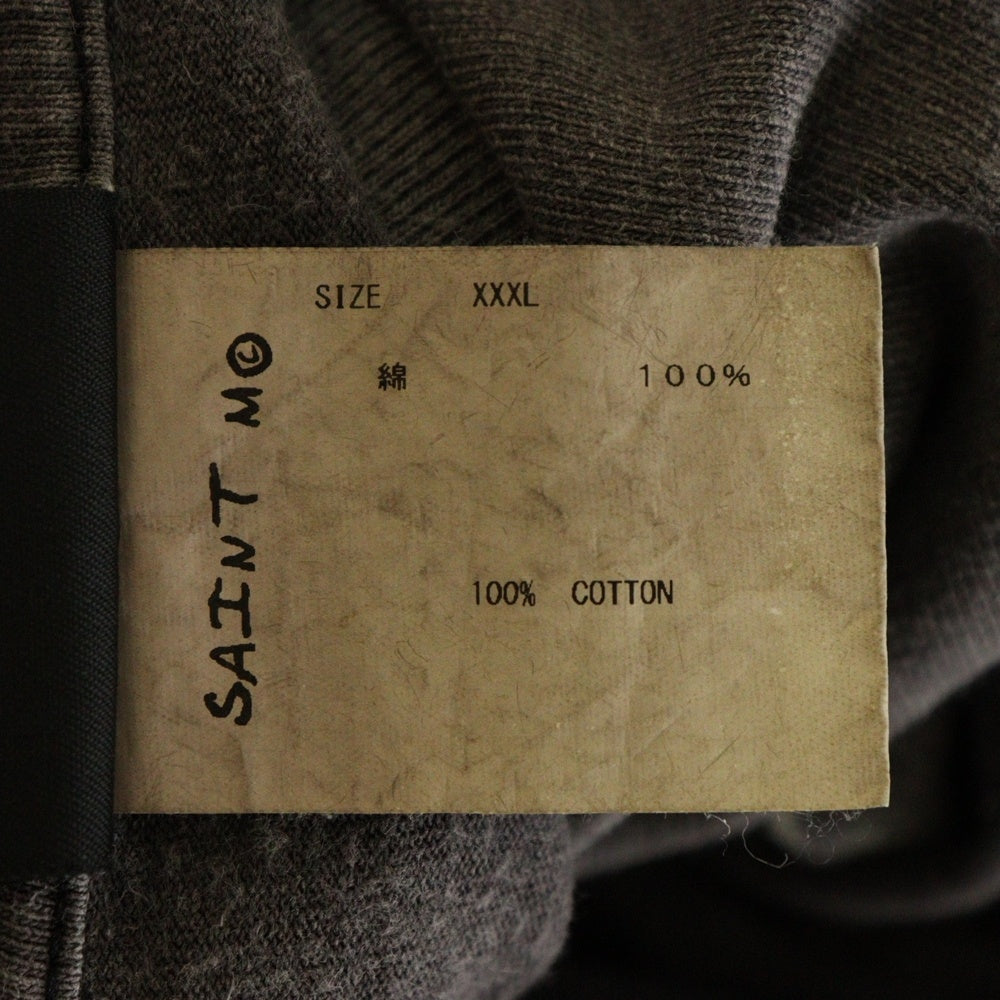 SIZE XXXL
綿 100%
100% COTTON
SAINT M©